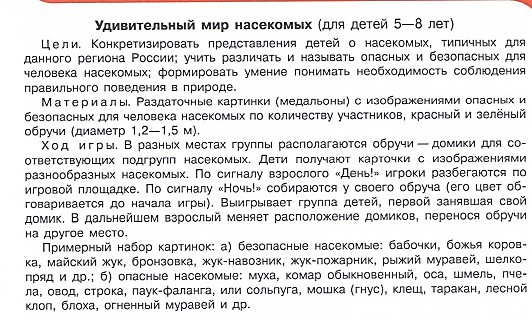 Удивительный мир насекомых (для детей 5—8 лет)
Цели. Конкретизировать представления детей о насекомых, типичных для
данного региона России; учить различать и называть опасных и безопасных для
человека насекомых; формировать умение понимать необходимость соблюдения
правильного поведения в природе.
Материалы. Раздаточные картинки (медальоны) с изображениями опасных и
безопасных для человека насекомых по количеству участников, красный и зелёный
обручи (диаметр 1,2—1,5 м).
Ход игры. В разных местах группы располагаются обручи — домики для со-
ответствующих подгрупп насекомых. Дети получают карточки с изображениями
разнообразных насекомых. По сигналу взрослого «День!» игроки разбегаются по
игровой площадке. По сигналу «Ночь!» собираются у своего обруча (его цвет об-
говаривается до начала игры). Выигрывает группа детей, первой занявшая свой
домик. В дальнейшем взрослый меняет расположение домиков, перенося обручи
на другое место.
Примерный набор картинок: а) безопасные насекомые: бабочки, божья коров-
ка, майский жук, бронзовка, жук-навозник, жук-пожарник, рыжий муравей, шелко-
пряд и др.; б) опасные насекомые: муха, комар обыкновенный, оса, шмель, пче-
ла, овод, строка, паук-фаланга, или сольпуга, мошка (гнус), клещ, таракан, лесной
клоп, блоха, огненный муравей и др.